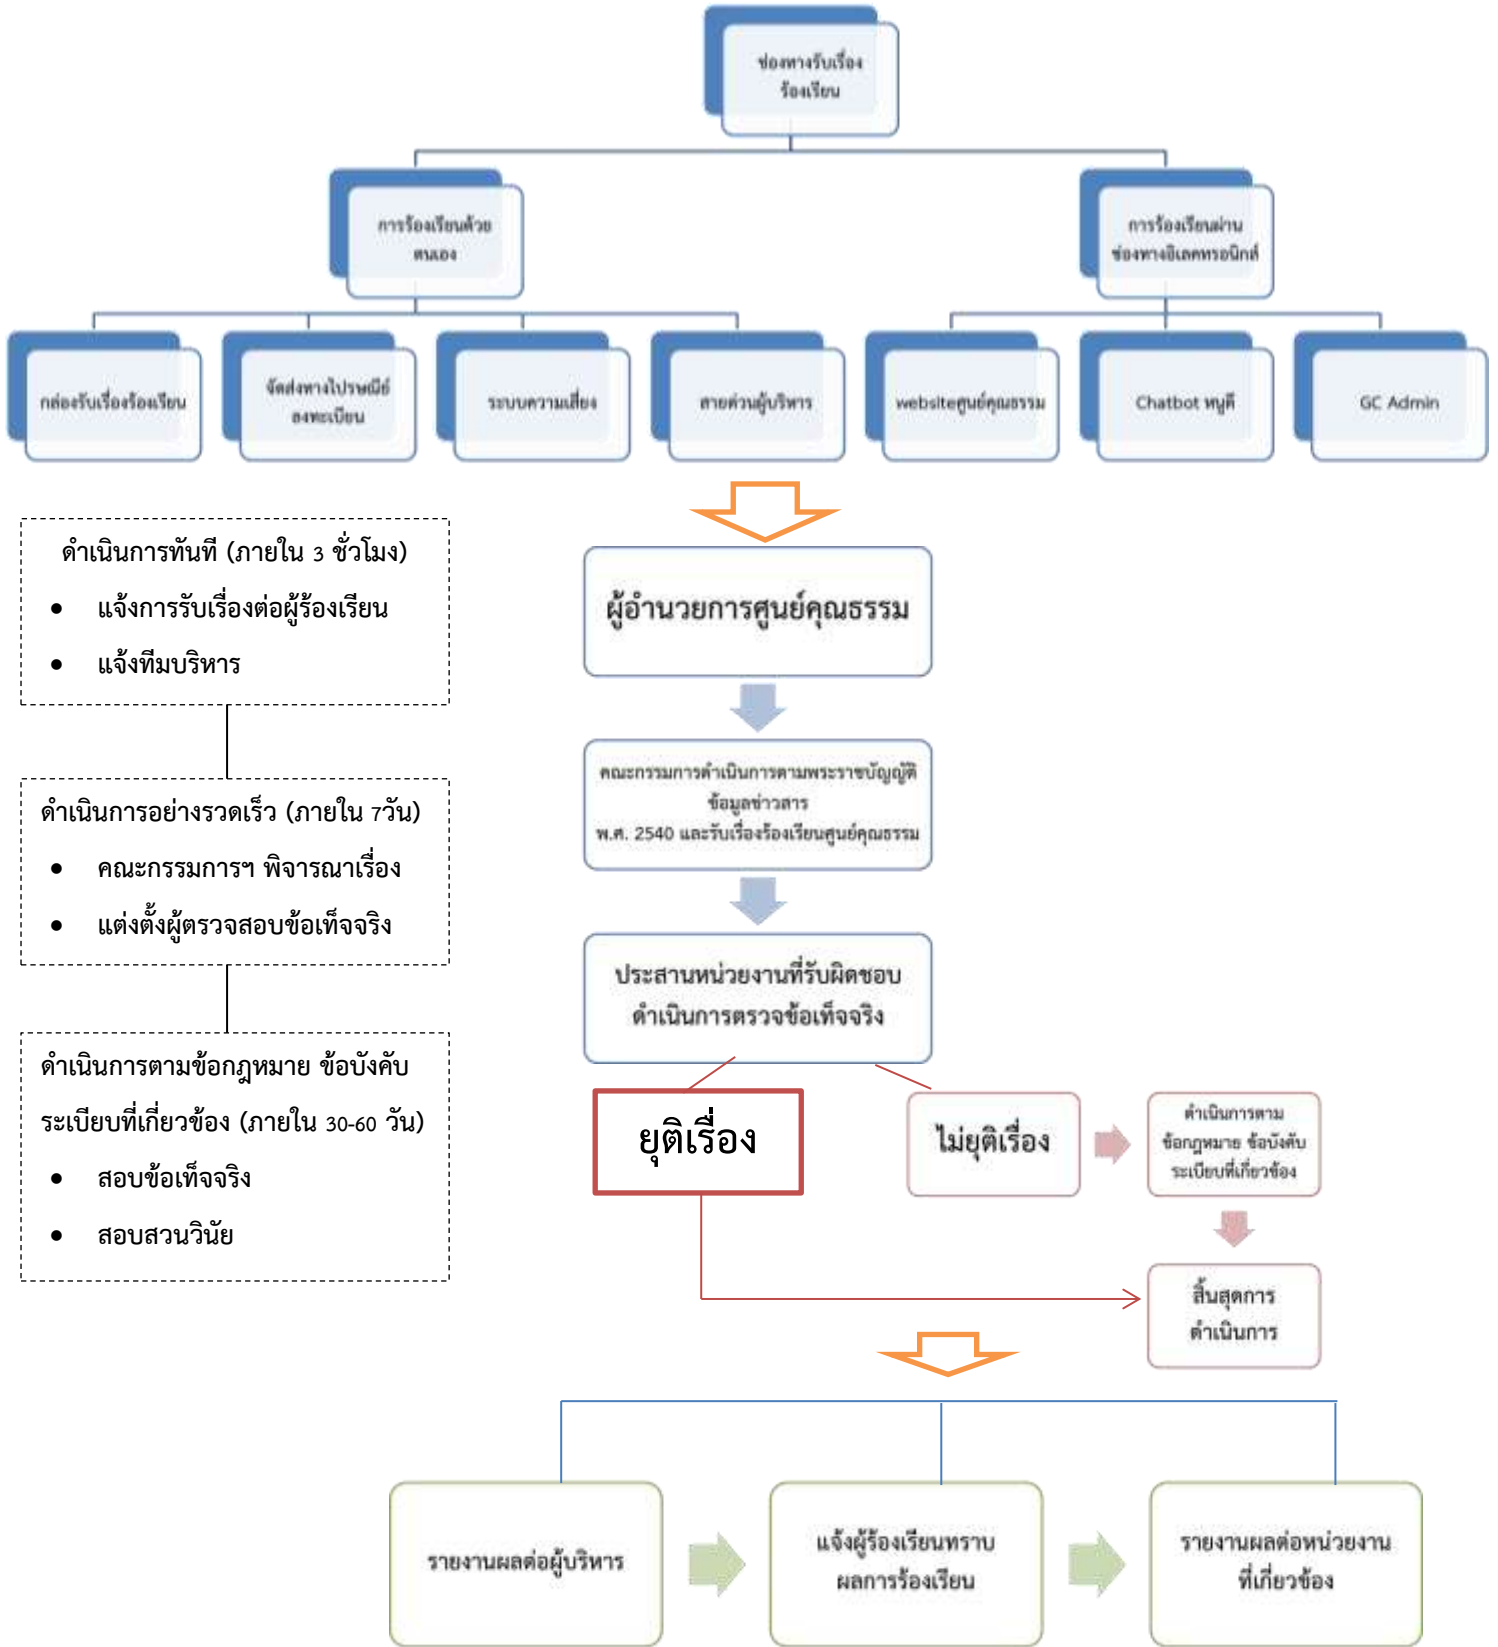 ช่องทางรับเรื่อง
ร้องเรียน
การร้องเรียนด้วย
ตนเอง
การร้องเรียนผ่าน
ช่องทางอิเลคทรอนิกส์
กล่องรับเรื่องร้องเรียน
จัดส่งทางไปรษณีย์
ลงทะเบียน
ระบบความเสี่ยง
สายด่วนผู้บริหาร
websiteศูนย์คุณธรรม
Chatbot หนูดี
GC Admin
ดำเนินการทันที (ภายใน 3 ชั่วโมง)
• แจ้งการรับเรื่องต่อผู้ร้องเรียน
• แจ้งทีมบริหาร
ผู้อำนวยการศูนย์คุณธรรม
ดำเนินการอย่างรวดเร็ว (ภายใน 7วัน)
• คณะกรรมการฯ พิจารณาเรื่อง
• แต่งตั้งผู้ตรวจสอบข้อเท็จจริง
คณะกรรมการดำเนินการตามพระราชบัญญัติ
ข้อมูลข่าวสาร
พ.ศ. 2540 และรับเรื่องร้องเรียนศูนย์คุณธรรม
ประสานหน่วยงานที่รับผิดชอบ
ดำเนินการตรวจข้อเท็จจริง
ดำเนินการตามข้อกฎหมาย ข้อบังคับ
ระเบียบที่เกี่ยวข้อง (ภายใน 30-60 วัน)
• สอบข้อเท็จจริง
• สอบสวนวินัย
ยุติเรื่อง
ไม่ยุติเรื่อง
ดำเนินการตาม
ข้อกฎหมาย ข้อบังคับ
ระเบียบที่เกี่ยวข้อง
สิ้นสุดการ
ดำเนินการ
รายงานผลต่อผู้บริหาร
แจ้งผู้ร้องเรียนทราบ
ผลการร้องเรียน
รายงานผลต่อหน่วยงาน
ที่เกี่ยวข้อง